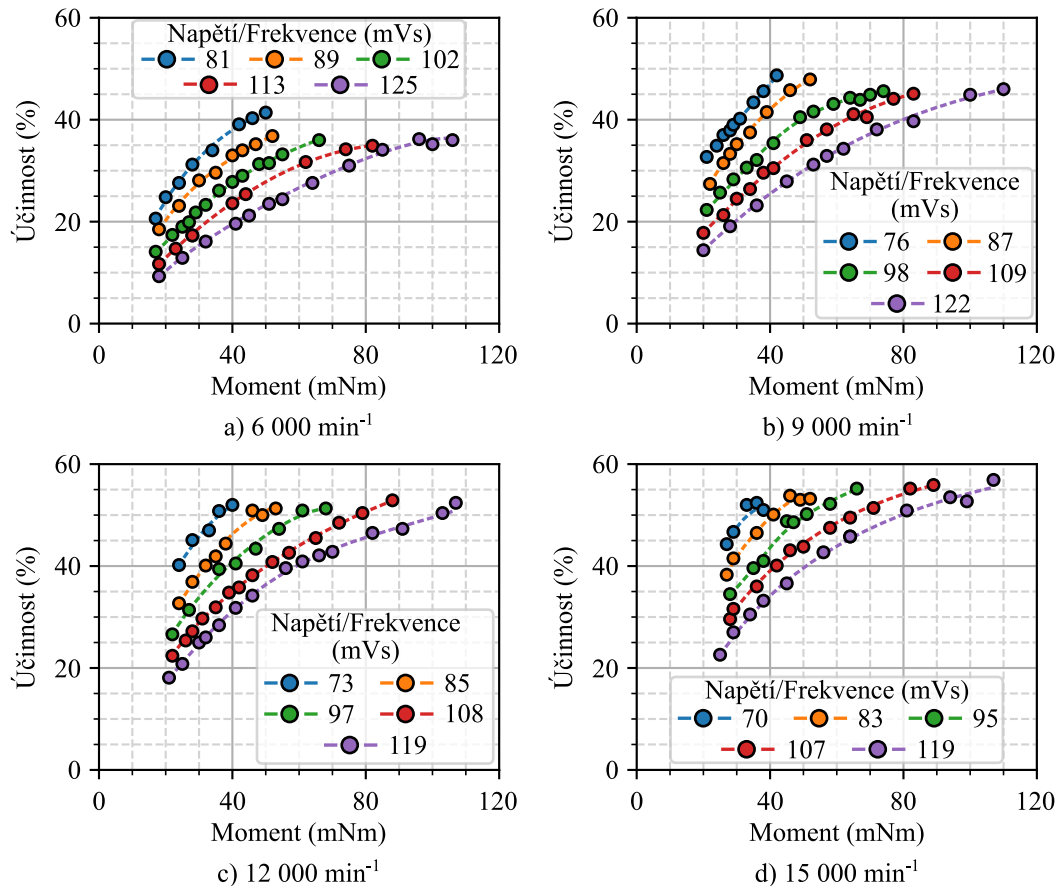 60
40
20
0
Účinnost (%)
Napětí/Frekvence (mVs)
81 89 102
113 125
0 40 80 120
Moment (mNm)
a) 6 000 min⁻¹
60
40
20
0
Účinnost (%)
Napětí/Frekvence
(mVs)
76 87
98 109
122
0 40 80 120
Moment (mNm)
b) 9 000 min⁻¹
60
40
20
0
Účinnost (%)
Napětí/Frekvence
(mVs)
73 85
97 108
119
0 40 80 120
Moment (mNm)
c) 12 000 min⁻¹
60
40
20
0
Účinnost (%)
Napětí/Frekvence (mVs)
70 83 95
107 119
0 40 80 120
Moment (mNm)
d) 15 000 min⁻¹